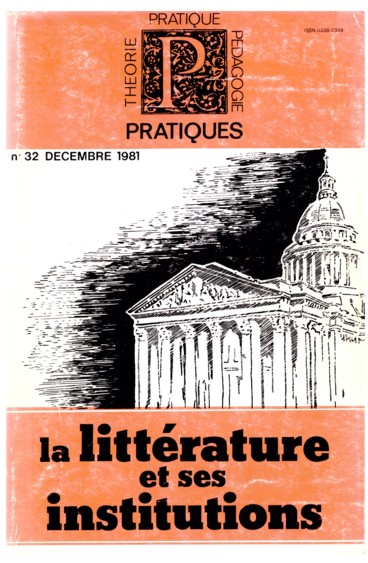 PRATIQUE
ISSN 0338-2389
THEORIE
P
PEDAGOGIE
PRATIQUES
n° 32 DECEMBRE 1981
la littérature
et ses
institutions